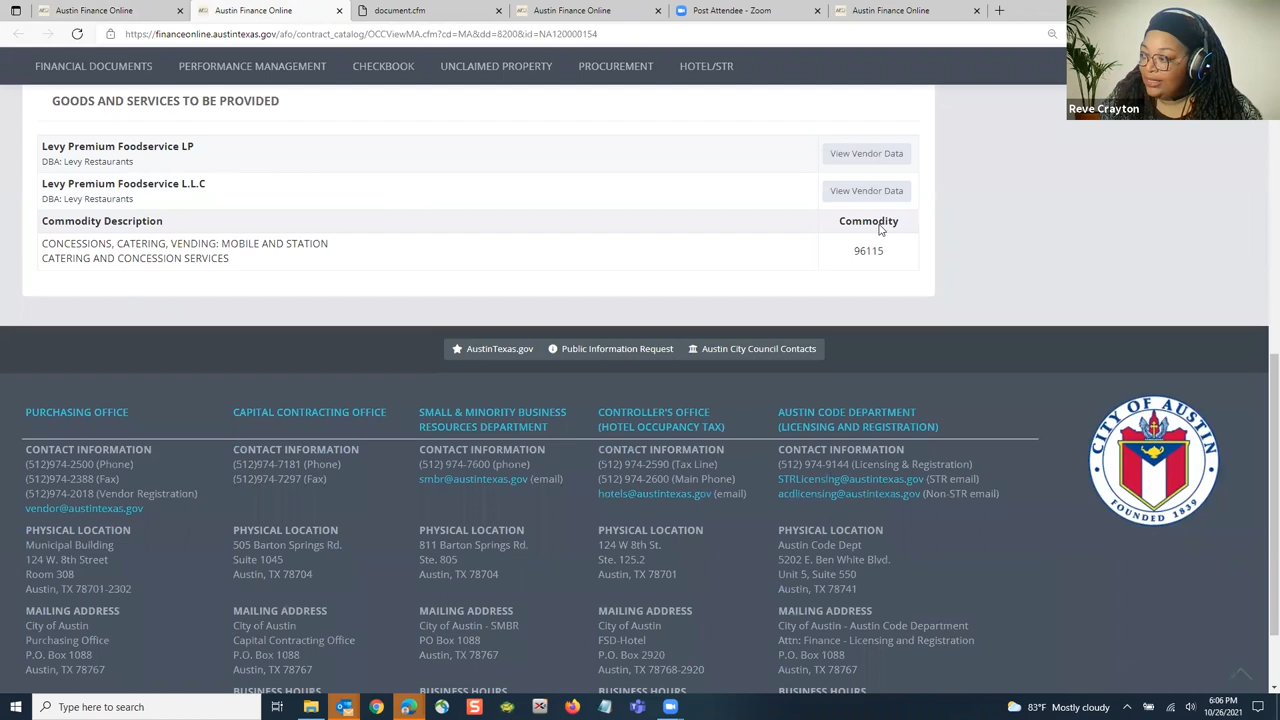 Austin Finance Online
Austin Finance Online
document.cfm
Austin Finance Online
Post Attendee - Zoom
Austin Finance Online
https://financeonline.austintexas.gov/afo/contract_catalog/OCCViewMA.cfm?cd=MA&dd=8200&id=NA120000154
FINANCIAL DOCUMENTS PERFORMANCE MANAGEMENT CHECKBOOK UNCLAIMED PROPERTY PROCUREMENT HOTEL/STR
Reve Crayton
GOODS AND SERVICES TO BE PROVIDED
Levy Premium Foodservice LP
DBA: Levy Restaurants
View Vendor Data
Levy Premium Foodservice L.L.C
DBA: Levy Restaurants
View Vendor Data
Commodity Description Commodity
CONCESSIONS, CATERING, VENDING: MOBILE AND STATION
CATERING AND CONCESSION SERVICES
96115
AustinTexas.gov Public Information Request Austin City Council Contacts
PURCHASING OFFICE
CONTACT INFORMATION
(512)974-2500 (Phone)
(512)974-2388 (Fax)
(512)974-2018 (Vendor Registration)
vendor@austintexas.gov
PHYSICAL LOCATION
Municipal Building
124 W. 8th Street
Room 308
Austin, TX 78701-2302
MAILING ADDRESS
City of Austin
Purchasing Office
P.O. Box 1088
Austin, TX 78767
CAPITAL CONTRACTING OFFICE
CONTACT INFORMATION
(512)974-7181 (Phone)
(512)974-7297 (Fax)
PHYSICAL LOCATION
505 Barton Springs Rd.
Suite 1045
Austin, TX 78704
MAILING ADDRESS
City of Austin
Capital Contracting Office
P.O. Box 1088
Austin, TX 78767
BUSINESS HOURS
SMALL & MINORITY BUSINESS
RESOURCES DEPARTMENT
CONTACT INFORMATION
(512) 974-7600 (phone)
smbr@austintexas.gov (email)
PHYSICAL LOCATION
811 Barton Springs Rd.
Ste. 805
Austin, TX 78704
MAILING ADDRESS
City of Austin - SMBR
PO Box 1088
Austin, TX 78767
BUSINESS HOURS
CONTROLLER'S OFFICE
(HOTEL OCCUPANCY TAX)
CONTACT INFORMATION
(512) 974-2590 (Tax Line)
(512) 974-2600 (Main Phone)
hotels@austintexas.gov (email)
PHYSICAL LOCATION
124 W 8th St.
Ste. 125.2
Austin, TX 78701
MAILING ADDRESS
City of Austin
FSD-Hotel
P.O. Box 2920
Austin, TX 78768-2920
BUSINESS HOURS
AUSTIN CODE DEPARTMENT
(LICENSING AND REGISTRATION)
CONTACT INFORMATION
(512) 974-9144 (Licensing & Registration)
STRLicensing@austintexas.gov (STR email)
acdlicensing@austintexas.gov (Non-STR email)
PHYSICAL LOCATION
Austin Code Dept
5202 E. Ben White Blvd.
Unit 5, Suite 550
Austin, TX 78741
MAILING ADDRESS
City of Austin - Austin Code Department
Attn: Finance - Licensing and Registration
P.O. Box 1088
Austin, TX 78767
BUSINESS HOURS
CITY OF AUSTIN
FOUNDED 1839
Type here to search
83°F Mostly cloudy
6:06 PM
10/26/2021